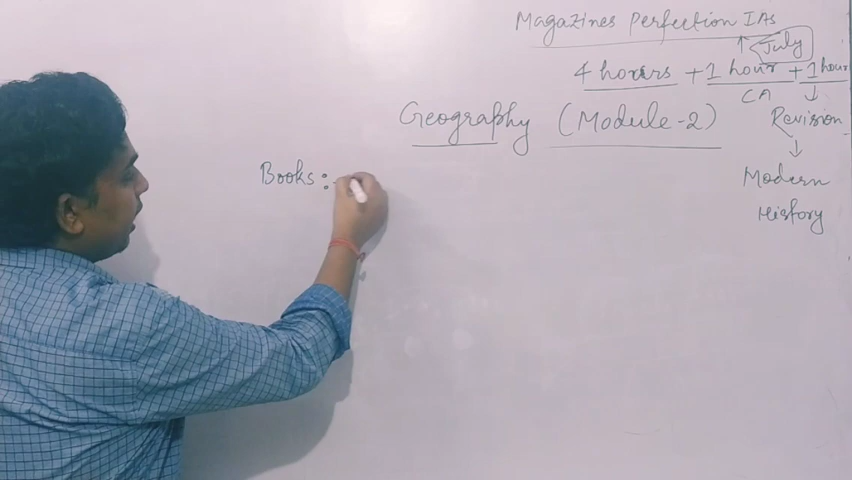 Magazines Perfection IAS
July
4 hours + 1 hour + 1 hour
CA
Geography (Module-2)
Revision
Books :-
Modern
History